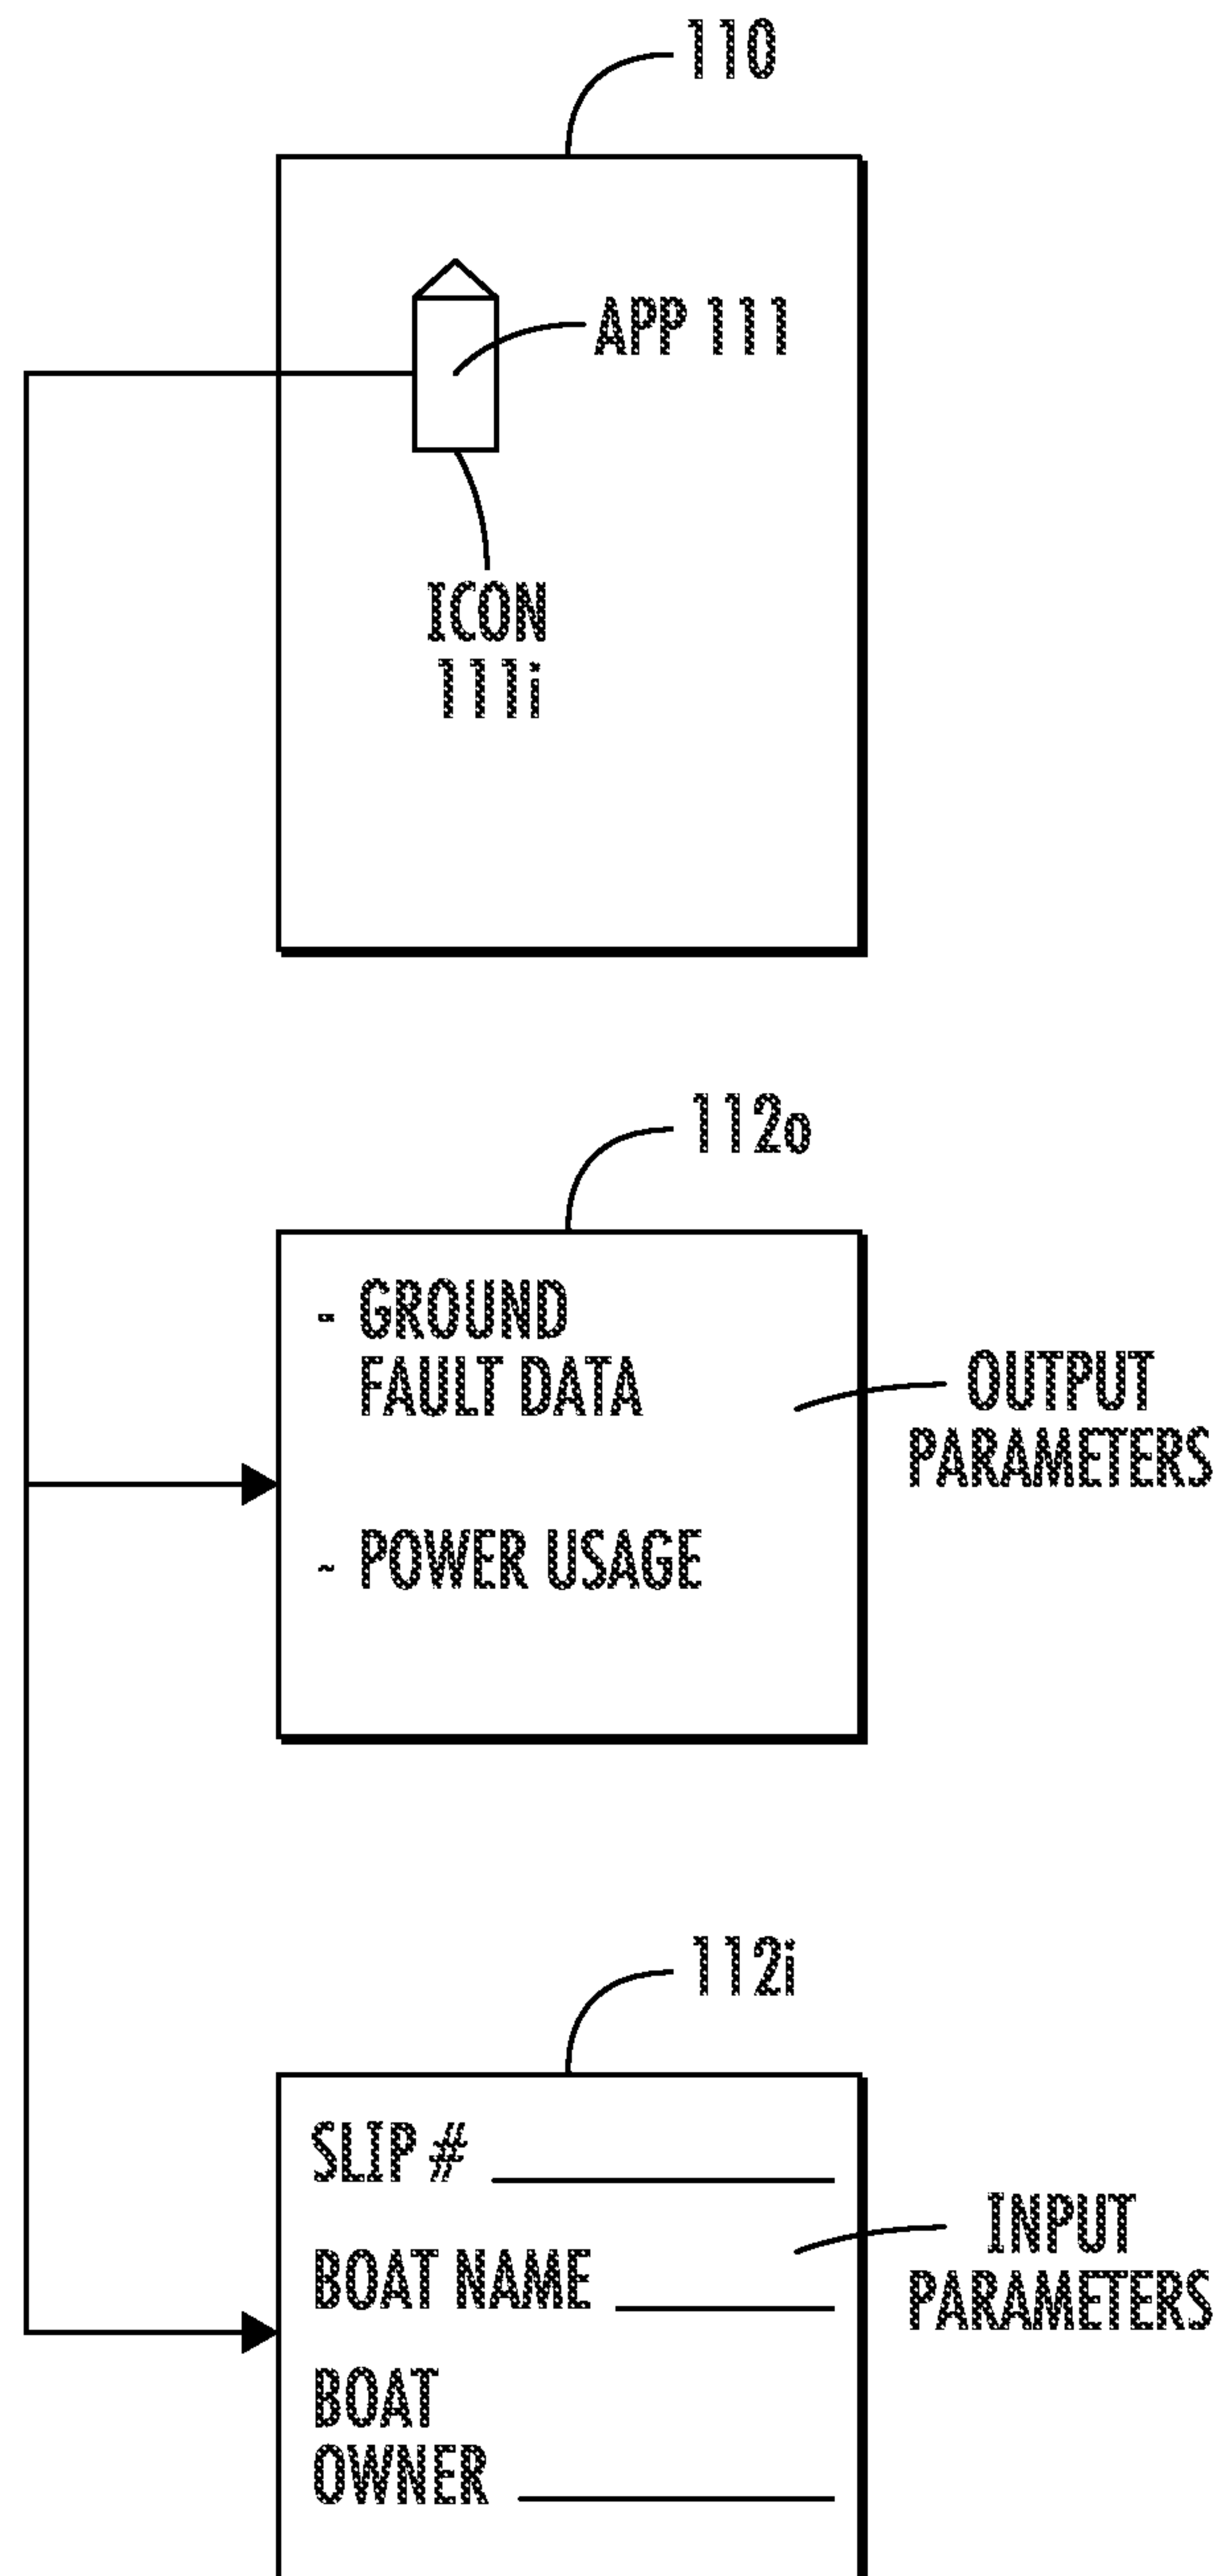 110
APP 111
ICON
111i
112o
- GROUND
FAULT DATA
OUTPUT
PARAMETERS
- POWER USAGE
112i
SLIP #
INPUT
PARAMETERS
BOAT NAME
BOAT
OWNER